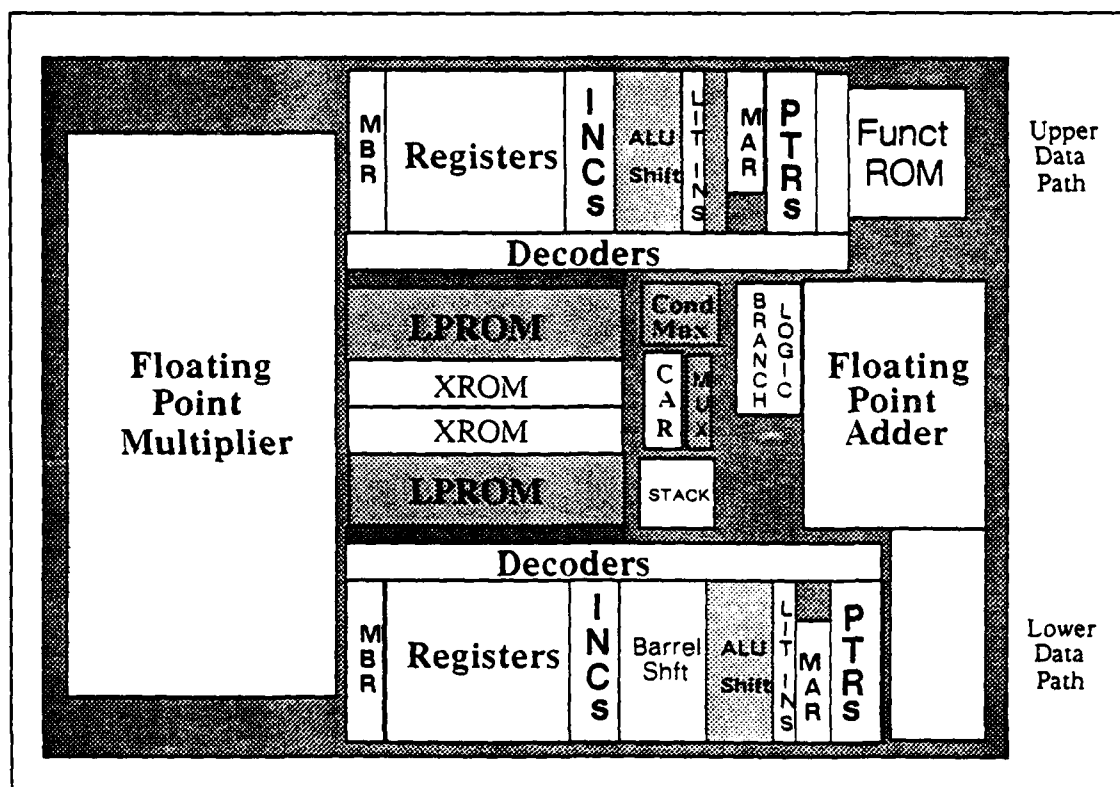 MBR
Registers
INCs
ALU
Shift
LIT INS
MAR
PTRS
Funct
ROM
Upper
Data
Path
Decoders
Floating
Point
Multiplier
LPROM
XROM
XROM
LPROM
Cond
Mux
CAR
MUX
STACK
BRANCH
LOGIC
Floating
Point
Adder
Decoders
MBR
Registers
INCs
Barrel
Shft
ALU
Shift
LIT INS
MAR
PTRS
Lower
Data
Path